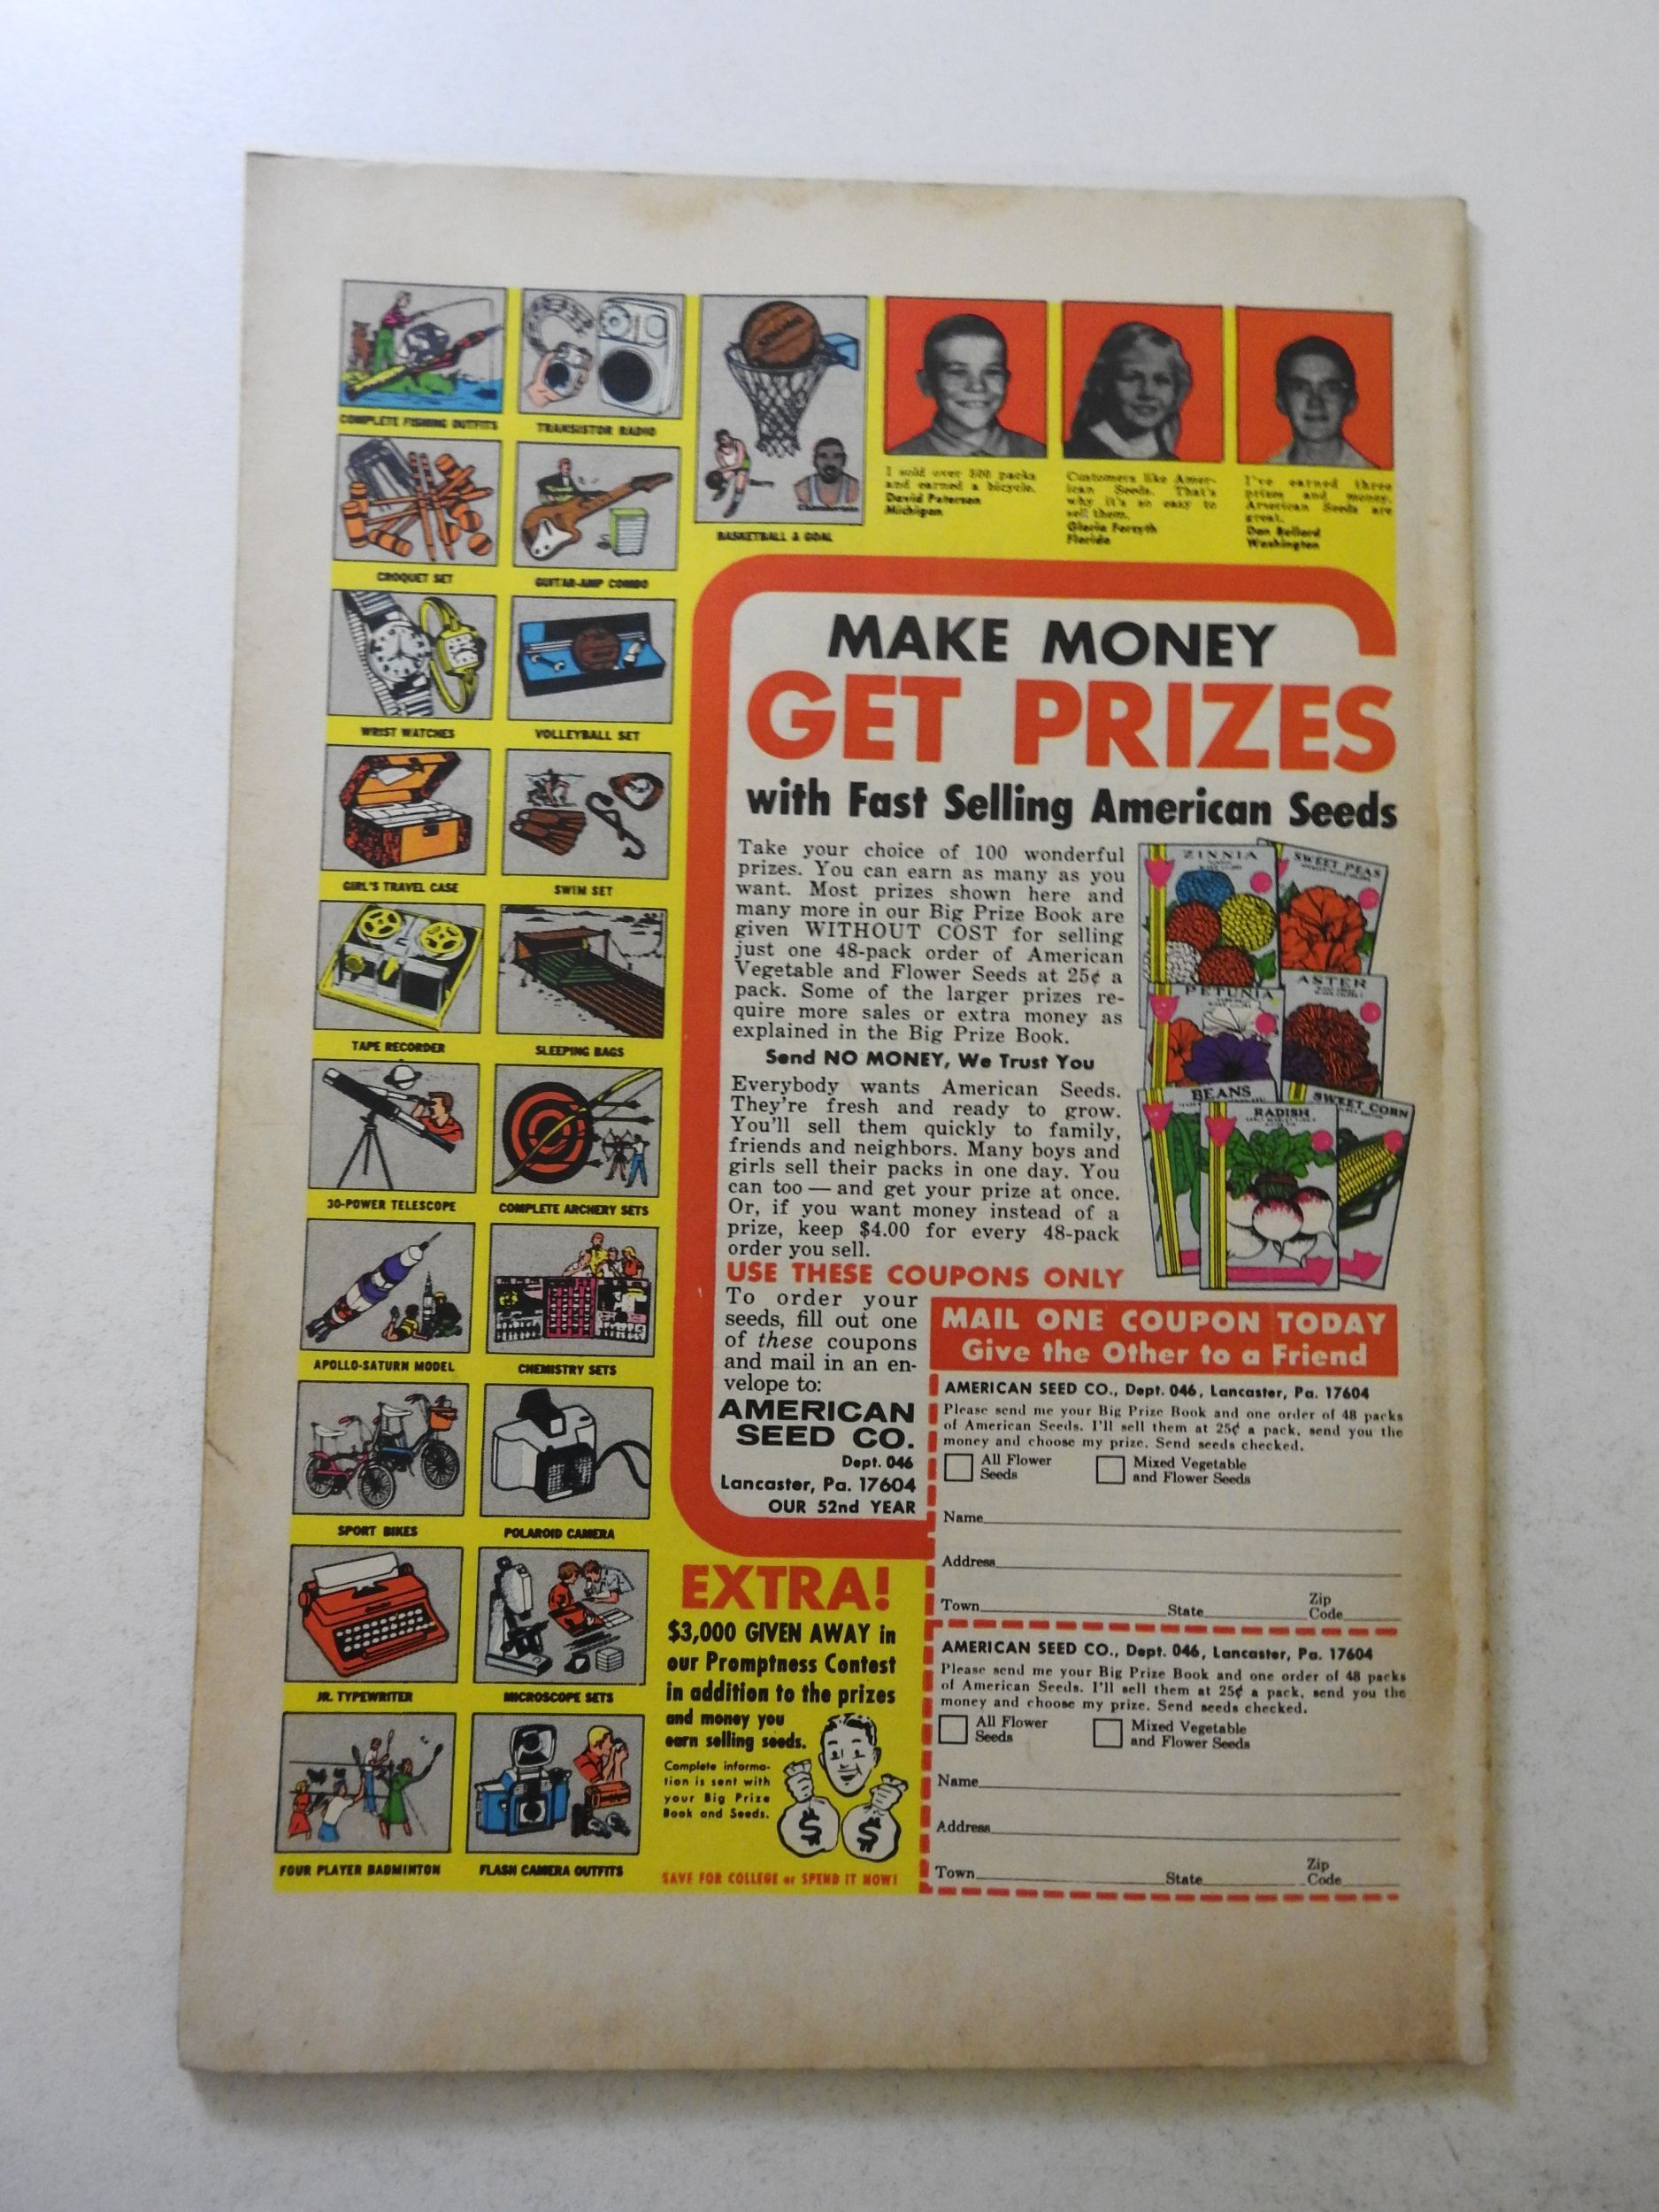 COMPLETE FISHING OUTFITS
TRANSISTOR RADIO
BASKETBALL & GOAL
CROQUET SET
GUITAR-AMP COMBO
WRIST WATCHES
VOLLEYBALL SET
GIRL'S TRAVEL CASE
SWIM SET
TAPE RECORDER
SLEEPING BAGS
30-POWER TELESCOPE
COMPLETE ARCHERY SETS
APOLLO-SATURN MODEL
CHEMISTRY SETS
SPORT BIKES
POLAROID CAMERA
JR. TYPEWRITER
MICROSCOPE SETS
FOUR PLAYER BADMINTON
FLASH CAMERA OUTFITS
I sold over 500 packs
and earned a bicycle.
David Peterson
Michigan
Customers like Amer-
ican Seeds. That's
why it's so easy to
sell them.
Gloria Forsyth
Florida
I've earned three
prizes and money.
American Seeds are
great.
Dan Bollard
Washington
MAKE MONEY
GET PRIZES
with Fast Selling American Seeds
Take your choice of 100 wonderful
prizes. You can earn as many as you
want. Most prizes shown here and
many more in our Big Prize Book are
given WITHOUT COST for selling
just one 48-pack order of American
Vegetable and Flower Seeds at 25¢ a
pack. Some of the larger prizes re-
quire more sales or extra money as
explained in the Big Prize Book.
Send NO MONEY, We Trust You
Everybody wants American Seeds.
They're fresh and ready to grow.
You'll sell them quickly to family,
friends and neighbors. Many boys and
girls sell their packs in one day. You
can too — and get your prize at once.
Or, if you want money instead of a
prize, keep $4.00 for every 48-pack
order you sell.
ZINNIA
SWEET PEAS
PETUNIA
ASTER
BEANS
RADISH
SWEET CORN
USE THESE COUPONS ONLY
To order your
seeds, fill out one
of these coupons
and mail in an en-
velope to:
AMERICAN
SEED CO.
Dept. 046
Lancaster, Pa. 17604
OUR 52nd YEAR
MAIL ONE COUPON TODAY
Give the Other to a Friend
AMERICAN SEED CO., Dept. 046, Lancaster, Pa. 17604
Please send me your Big Prize Book and one order of 48 packs
of American Seeds. I'll sell them at 25¢ a pack, send you the
money and choose my prize. Send seeds checked.
All Flower Seeds
Mixed Vegetable and Flower Seeds
Name
Address
Town State Zip Code
AMERICAN SEED CO., Dept. 046, Lancaster, Pa. 17604
Please send me your Big Prize Book and one order of 48 packs
of American Seeds. I'll sell them at 25¢ a pack, send you the
money and choose my prize. Send seeds checked.
All Flower Seeds
Mixed Vegetable and Flower Seeds
Name
Address
Town State Zip Code
EXTRA!
$3,000 GIVEN AWAY in
our Promptness Contest
in addition to the prizes
and money you
earn selling seeds.
Complete informa-
tion is sent with
your Big Prize
Book and Seeds.
$ $
SAVE FOR COLLEGE or SPEND IT NOW!